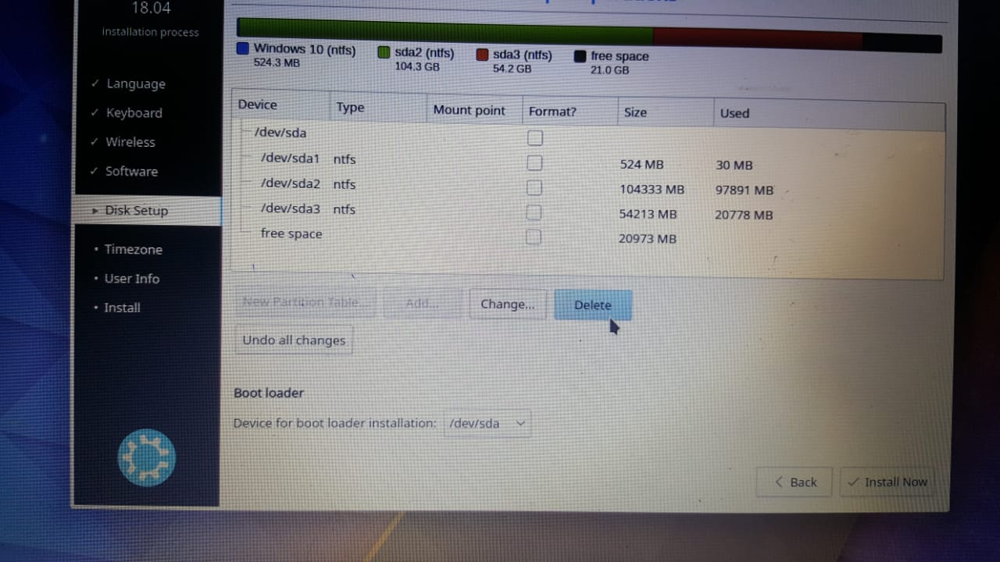 18.04
installation process
✓ Language
✓ Keyboard
✓ Wireless
✓ Software
▸ Disk Setup
• Timezone
• User Info
• Install
Windows 10 (ntfs)
524.3 MB
sda2 (ntfs)
104.3 GB
sda3 (ntfs)
54.2 GB
free space
21.0 GB
Device Type Mount point Format? Size Used
/dev/sda
/dev/sda1 ntfs 524 MB 30 MB
/dev/sda2 ntfs 104333 MB 97891 MB
/dev/sda3 ntfs 54213 MB 20778 MB
free space 20973 MB
New Partition Table... Add... Change... Delete
Undo all changes
Boot loader
Device for boot loader installation: /dev/sda
Back Install Now